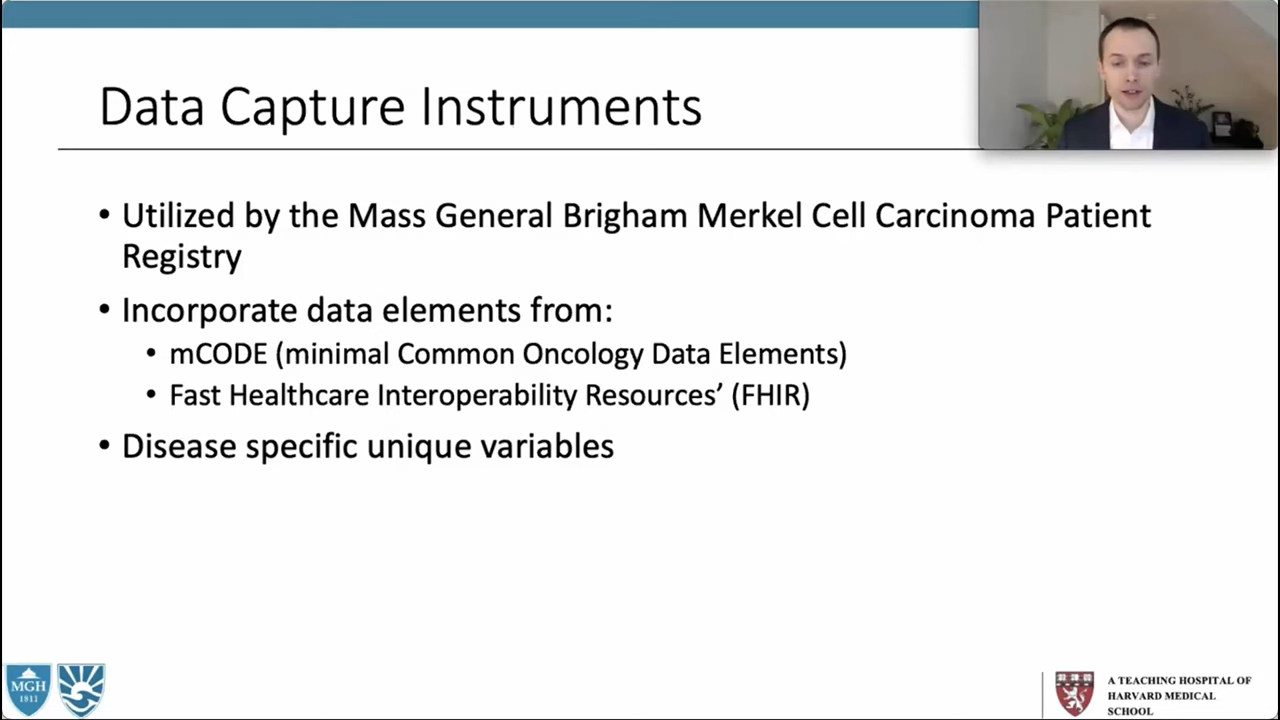 Data Capture Instruments
• Utilized by the Mass General Brigham Merkel Cell Carcinoma Patient
Registry
• Incorporate data elements from:
• mCODE (minimal Common Oncology Data Elements)
• Fast Healthcare Interoperability Resources’ (FHIR)
• Disease specific unique variables
MGH
1811
A TEACHING HOSPITAL OF
HARVARD MEDICAL
SCHOOL